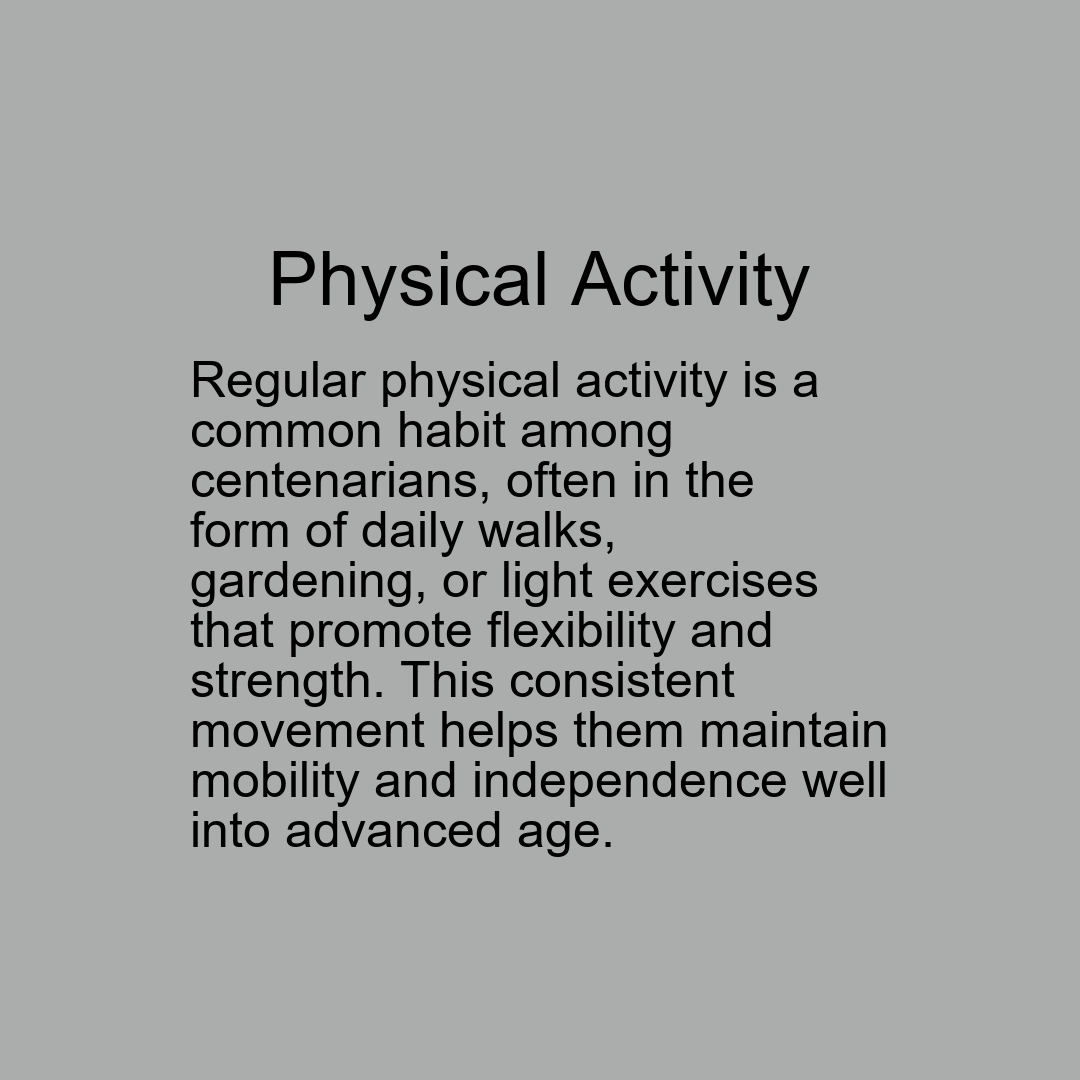 Physical Activity
Regular physical activity is a
common habit among
centenarians, often in the
form of daily walks,
gardening, or light exercises
that promote flexibility and
strength. This consistent
movement helps them maintain
mobility and independence well
into advanced age.